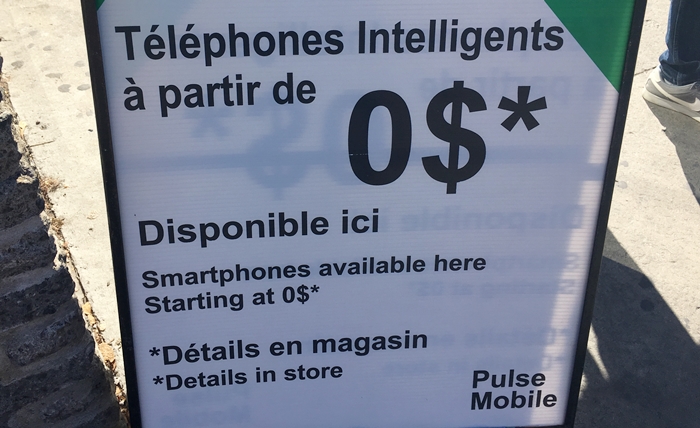 Téléphones Intelligents
à partir de
0$*
Disponible ici
Smartphones available here
Starting at 0$*
*Détails en magasin
*Details in store
Pulse
Mobile